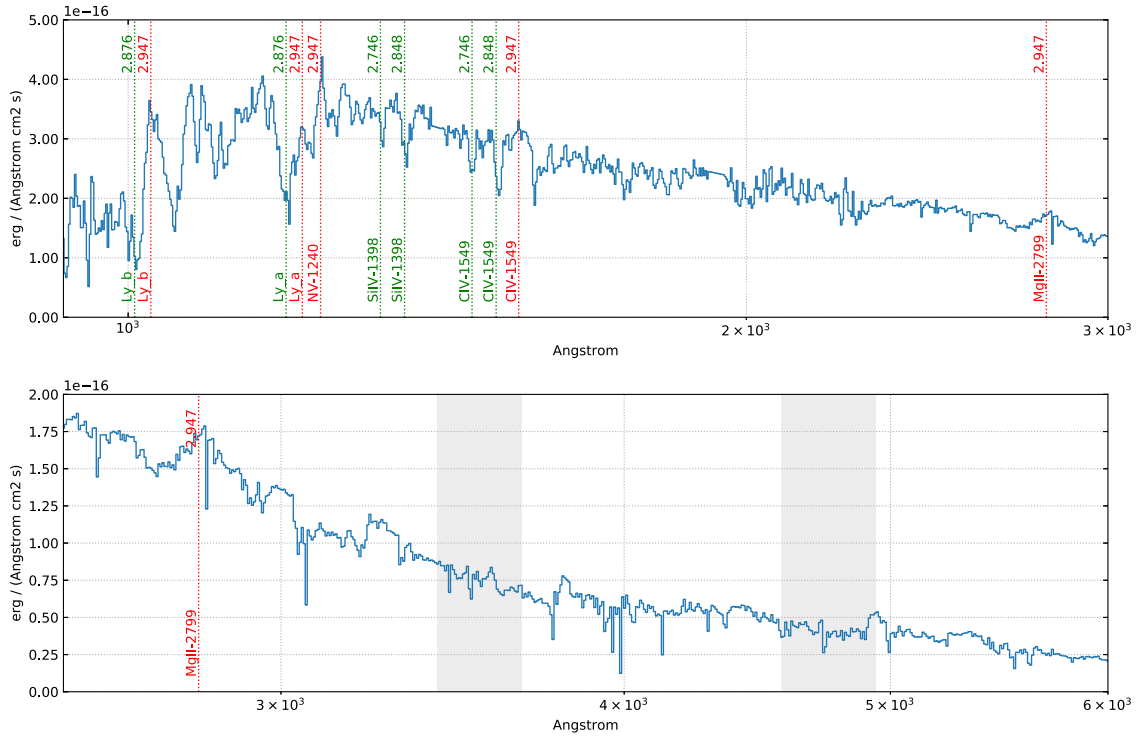 1e−16
5.00
4.00
3.00
2.00
1.00
0.00
erg / (Angstrom cm2 s)
2.876
2.947
2.876
2.947
2.947
2.746
2.848
2.746
2.848
2.947
2.947
Ly_b
Ly_b
Ly_a
Ly_a
NV-1240
SiIV-1398
SiIV-1398
CIV-1549
CIV-1549
CIV-1549
MgII-2799
10³
2 × 10³
3 × 10³
Angstrom
1e−16
2.00
1.75
1.50
1.25
1.00
0.75
0.50
0.25
0.00
erg / (Angstrom cm2 s)
2.947
MgII-2799
3 × 10³
4 × 10³
5 × 10³
6 × 10³
Angstrom